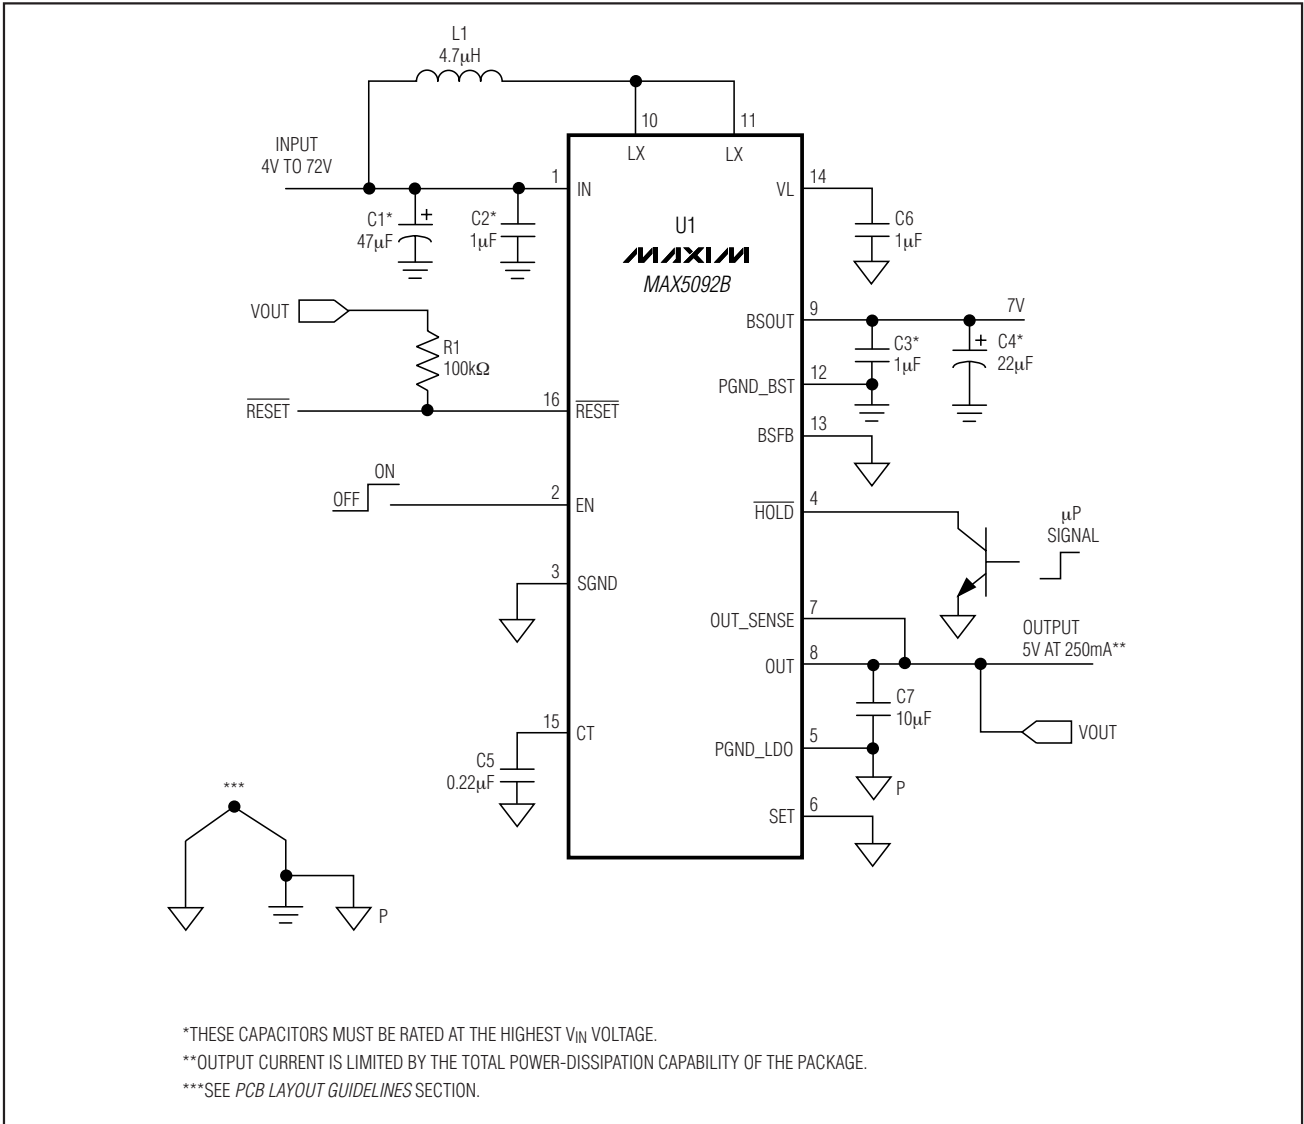 L1
4.7μH
10
11
LX
LX
INPUT
4V TO 72V
1
IN
C1*
47μF
+
C2*
1μF
VL
14
C6
1μF
U1
MAXIM
MAX5092B
VOUT
R1
100kΩ
BSOUT
9
7V
C3*
1μF
+
C4*
22μF
PGND_BST
12
RESET
16
RESET
BSFB
13
ON
OFF
2
EN
HOLD
4
μP
SIGNAL
3
SGND
OUT_SENSE
7
OUTPUT
5V AT 250mA**
OUT
8
C7
10μF
VOUT
15
CT
C5
0.22μF
PGND_LDO
5
P
SET
6
***
P
*THESE CAPACITORS MUST BE RATED AT THE HIGHEST VIN VOLTAGE.
**OUTPUT CURRENT IS LIMITED BY THE TOTAL POWER-DISSIPATION CAPABILITY OF THE PACKAGE.
***SEE PCB LAYOUT GUIDELINES SECTION.